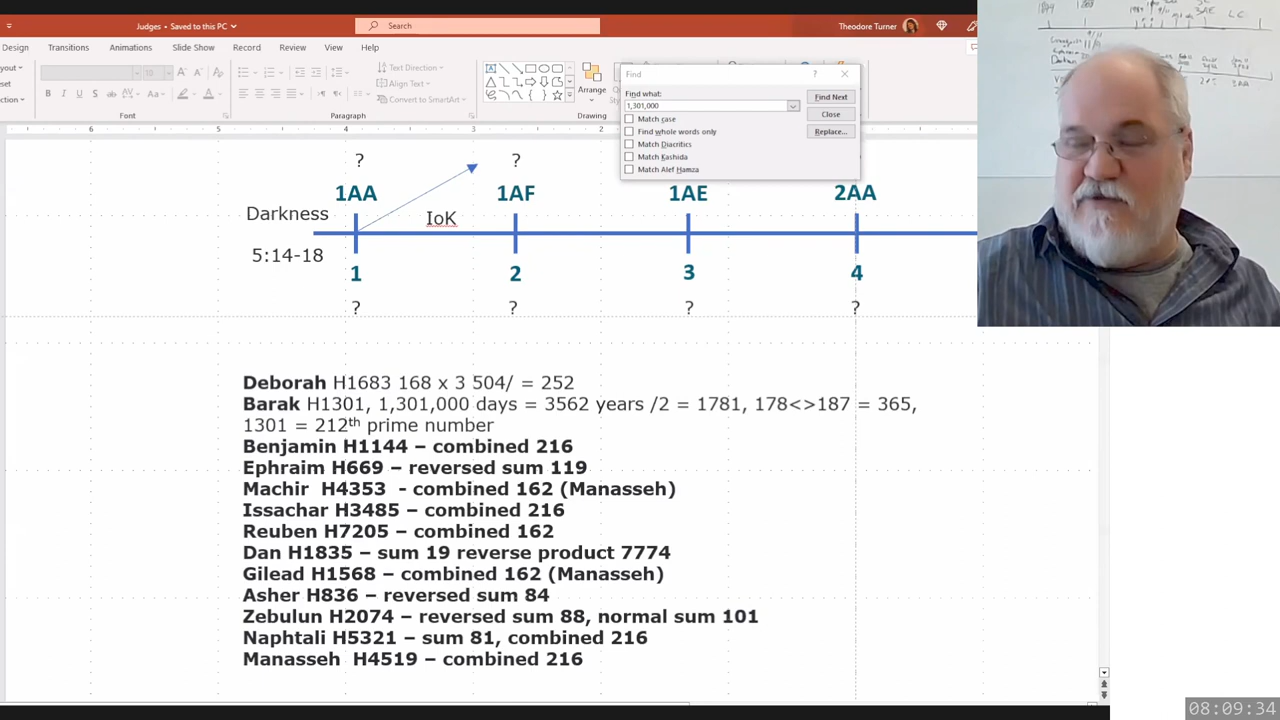 Judges - Saved to this PC
Search
Theodore Turner
Design Transitions Animations Slide Show Record Review View Help
Text Direction
Align Text
Convert to SmartArt
Arrange
Font
Paragraph
Drawing
Find
Find what:
1,301,000
Find Next
Match case
Close
Find whole words only
Replace...
Match Diacritics
Match Kashida
Match Alef Hamza
6 5 4 3 2
? ?
1AA 1AF 1AE 2AA
Darkness
IoK
5:14-18
1 2 3 4
? ? ? ?
Deborah H1683 168 x 3 504/ = 252
Barak H1301, 1,301,000 days = 3562 years /2 = 1781, 178<>187 = 365,
1301 = 212th prime number
Benjamin H1144 – combined 216
Ephraim H669 – reversed sum 119
Machir H4353 - combined 162 (Manasseh)
Issachar H3485 – combined 216
Reuben H7205 – combined 162
Dan H1835 – sum 19 reverse product 7774
Gilead H1568 – combined 162 (Manasseh)
Asher H836 – reversed sum 84
Zebulun H2074 – reversed sum 88, normal sum 101
Naphtali H5321 – sum 81, combined 216
Manasseh H4519 – combined 216
08:09:34